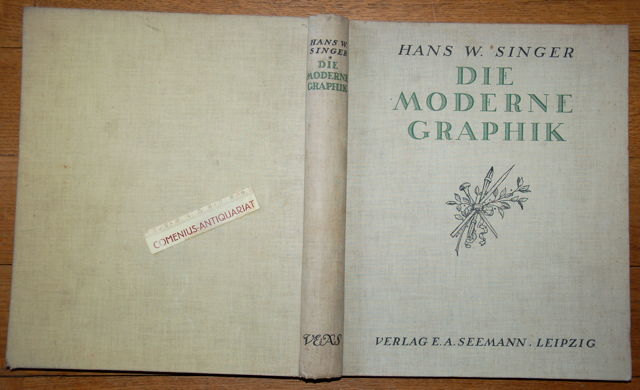 HANS W. SINGER
DIE
MODERNE
GRAPHIK
VERLAG E.A.SEEMANN. LEIPZIG
HANS W.
SINGER
DIE
MODERNE
GRAPHIK
COMENIUS-ANTIQUARIAT